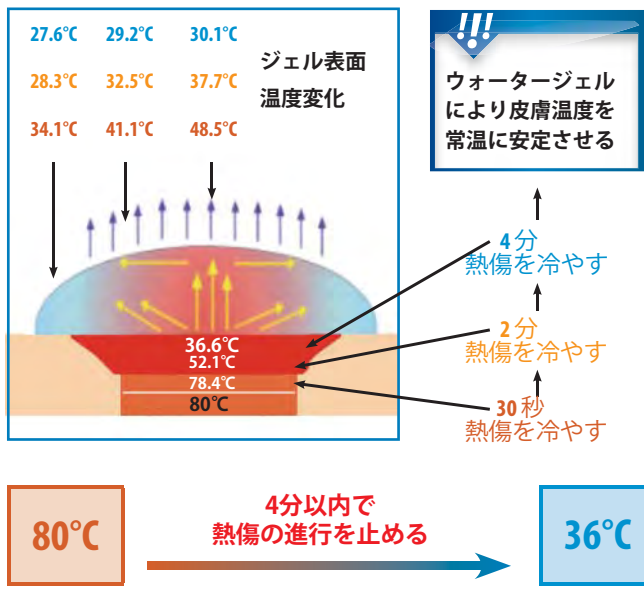 27.6℃ 29.2℃ 30.1℃
28.3℃ 32.5℃ 37.7℃
34.1℃ 41.1℃ 48.5℃
ジェル表面
温度変化
!!!
ウォータージェル
により皮膚温度を
常温に安定させる
4分
熱傷を冷やす
2分
熱傷を冷やす
30秒
熱傷を冷やす
36.6℃
52.1℃
78.4℃
80℃
80℃
4分以内で
熱傷の進行を止める
36℃